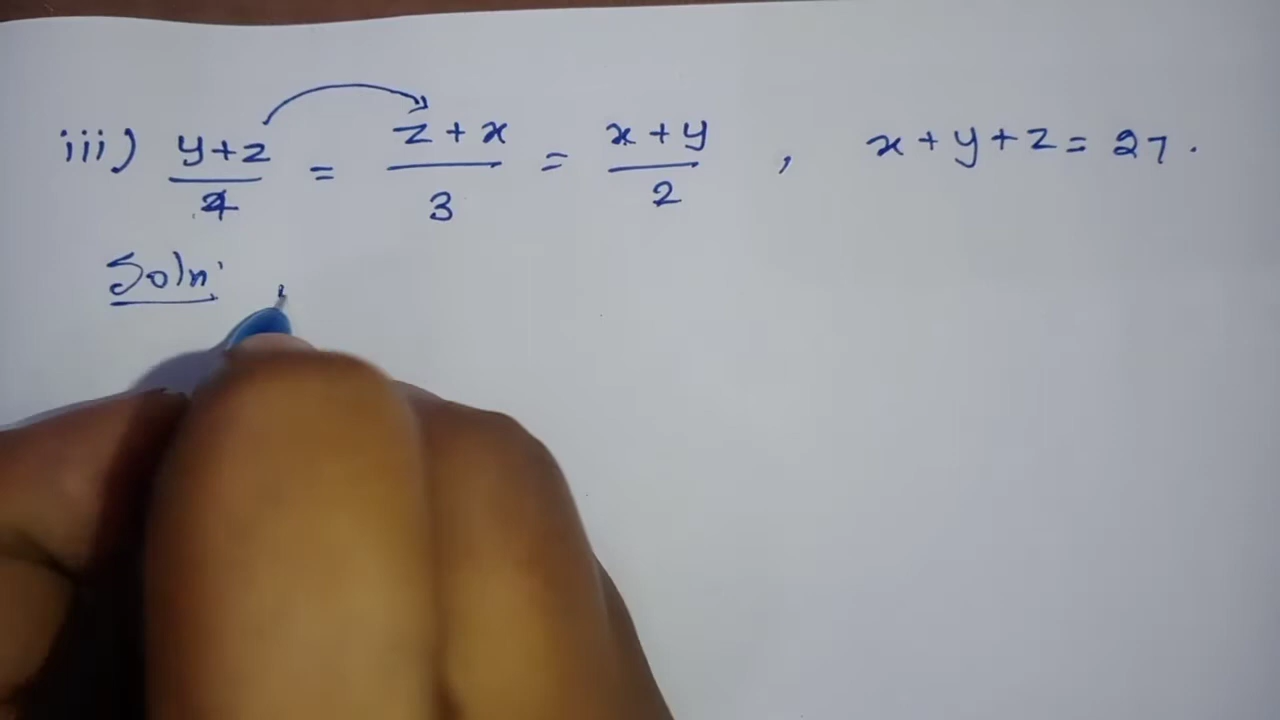 iii) y+z/4 = z+x/3 = x+y/2 , x+y+z = 27.
Soln: